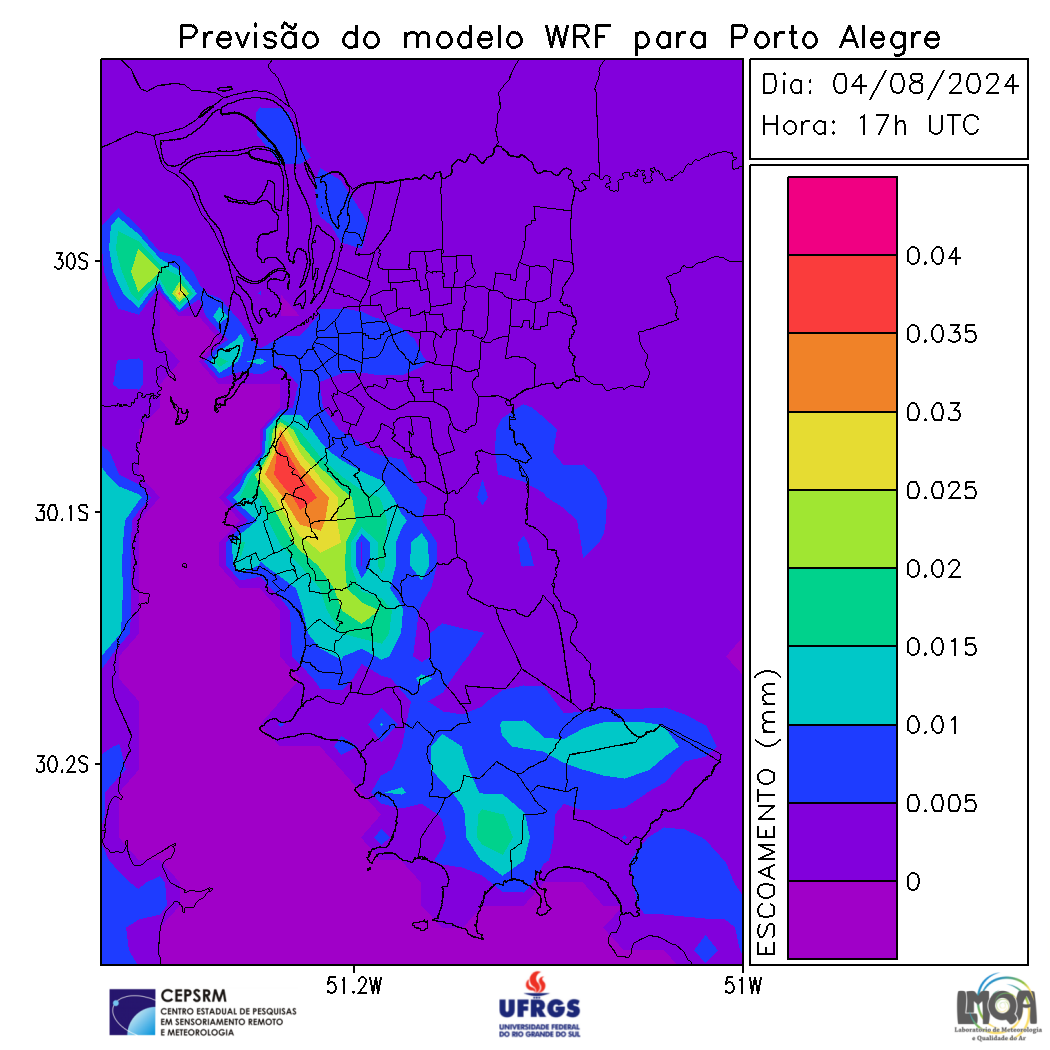 Previsão do modelo WRF para Porto Alegre
Dia: 04/08/2024
Hora: 17h UTC
0.04
0.035
0.03
0.025
0.02
0.015
0.01
0.005
0
ESCOAMENTO (mm)
30S
30.1S
30.2S
51.2W
51W
CEPSRM
CENTRO ESTADUAL DE PESQUISAS
EM SENSORIAMENTO REMOTO
E METEOROLOGIA
UFRGS
UNIVERSIDADE FEDERAL
DO RIO GRANDE DO SUL
LMQA
Laboratório de Meteorologia
e Qualidade do Ar